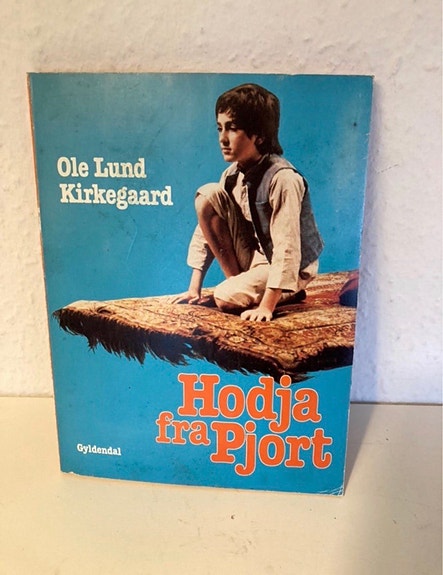 Ole Lund
Kirkegaard
Hodja
fra Pjort
Gyldendal